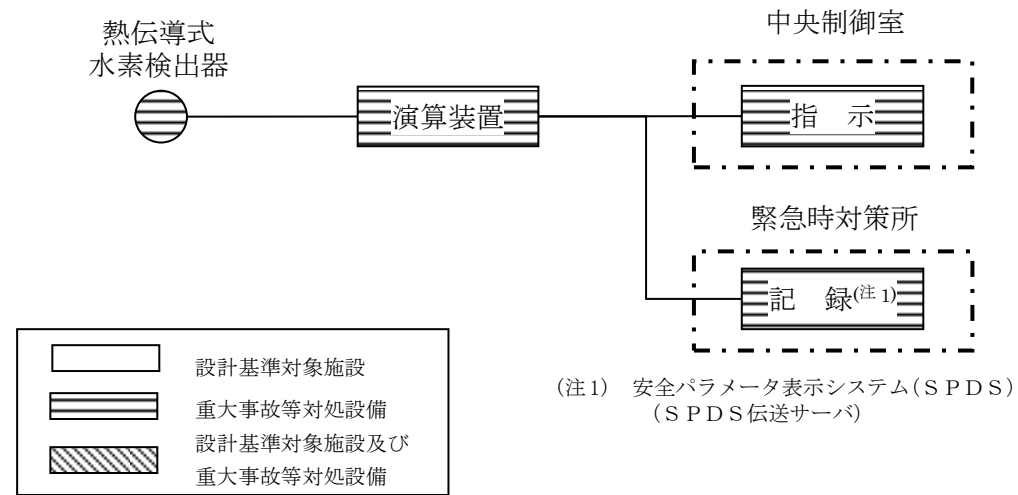 熱伝導式
水素検出器
演算装置
中央制御室
指　示
緊急時対策所
記　録(注 1)
設計基準対象施設
重大事故等対処設備
設計基準対象施設及び
重大事故等対処設備
(注1)　安全パラメータ表示システム(ＳＰＤＳ)
(ＳＰＤＳ伝送サーバ)